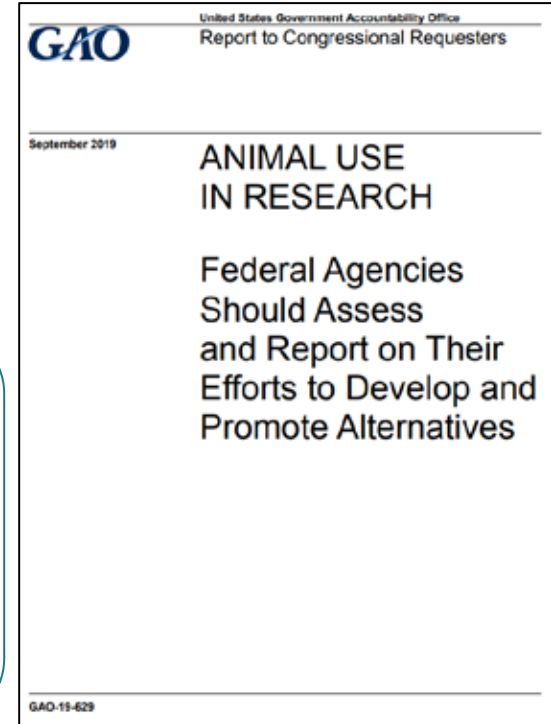 United States Government Accountability Office
GAO
Report to Congressional Requesters
September 2019
ANIMAL USE
IN RESEARCH
Federal Agencies
Should Assess
and Report on Their
Efforts to Develop and
Promote Alternatives
GAO-19-629